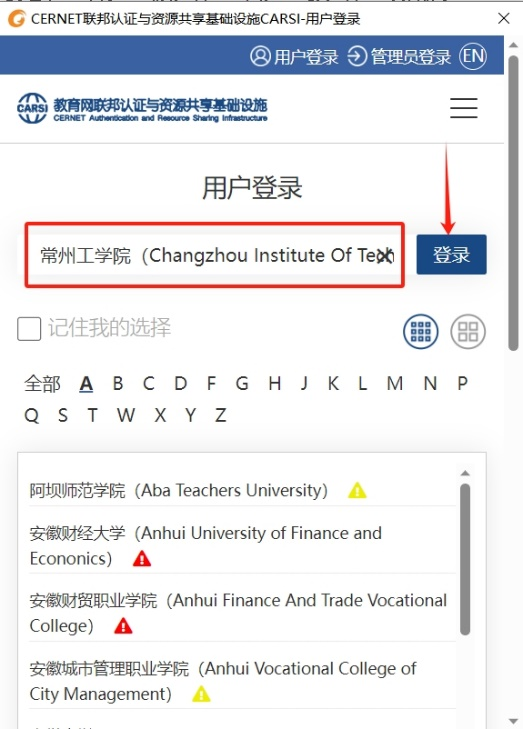 CERNET联邦认证与资源共享基础设施CARSI-用户登录
用户登录 管理员登录 EN
CARSI 教育网联邦认证与资源共享基础设施
CERNET Authentication and Resource Sharing Infrastructure
用户登录
常州工学院（Changzhou Institute Of Tech
登录
记住我的选择
全部 A B C D F G H J K L M N P
Q S T W X Y Z
阿坝师范学院（Aba Teachers University）
安徽财经大学（Anhui University of Finance and
Econonics）
安徽财贸职业学院（Anhui Finance And Trade Vocational
College）
安徽城市管理职业学院（Anhui Vocational College of
City Management）